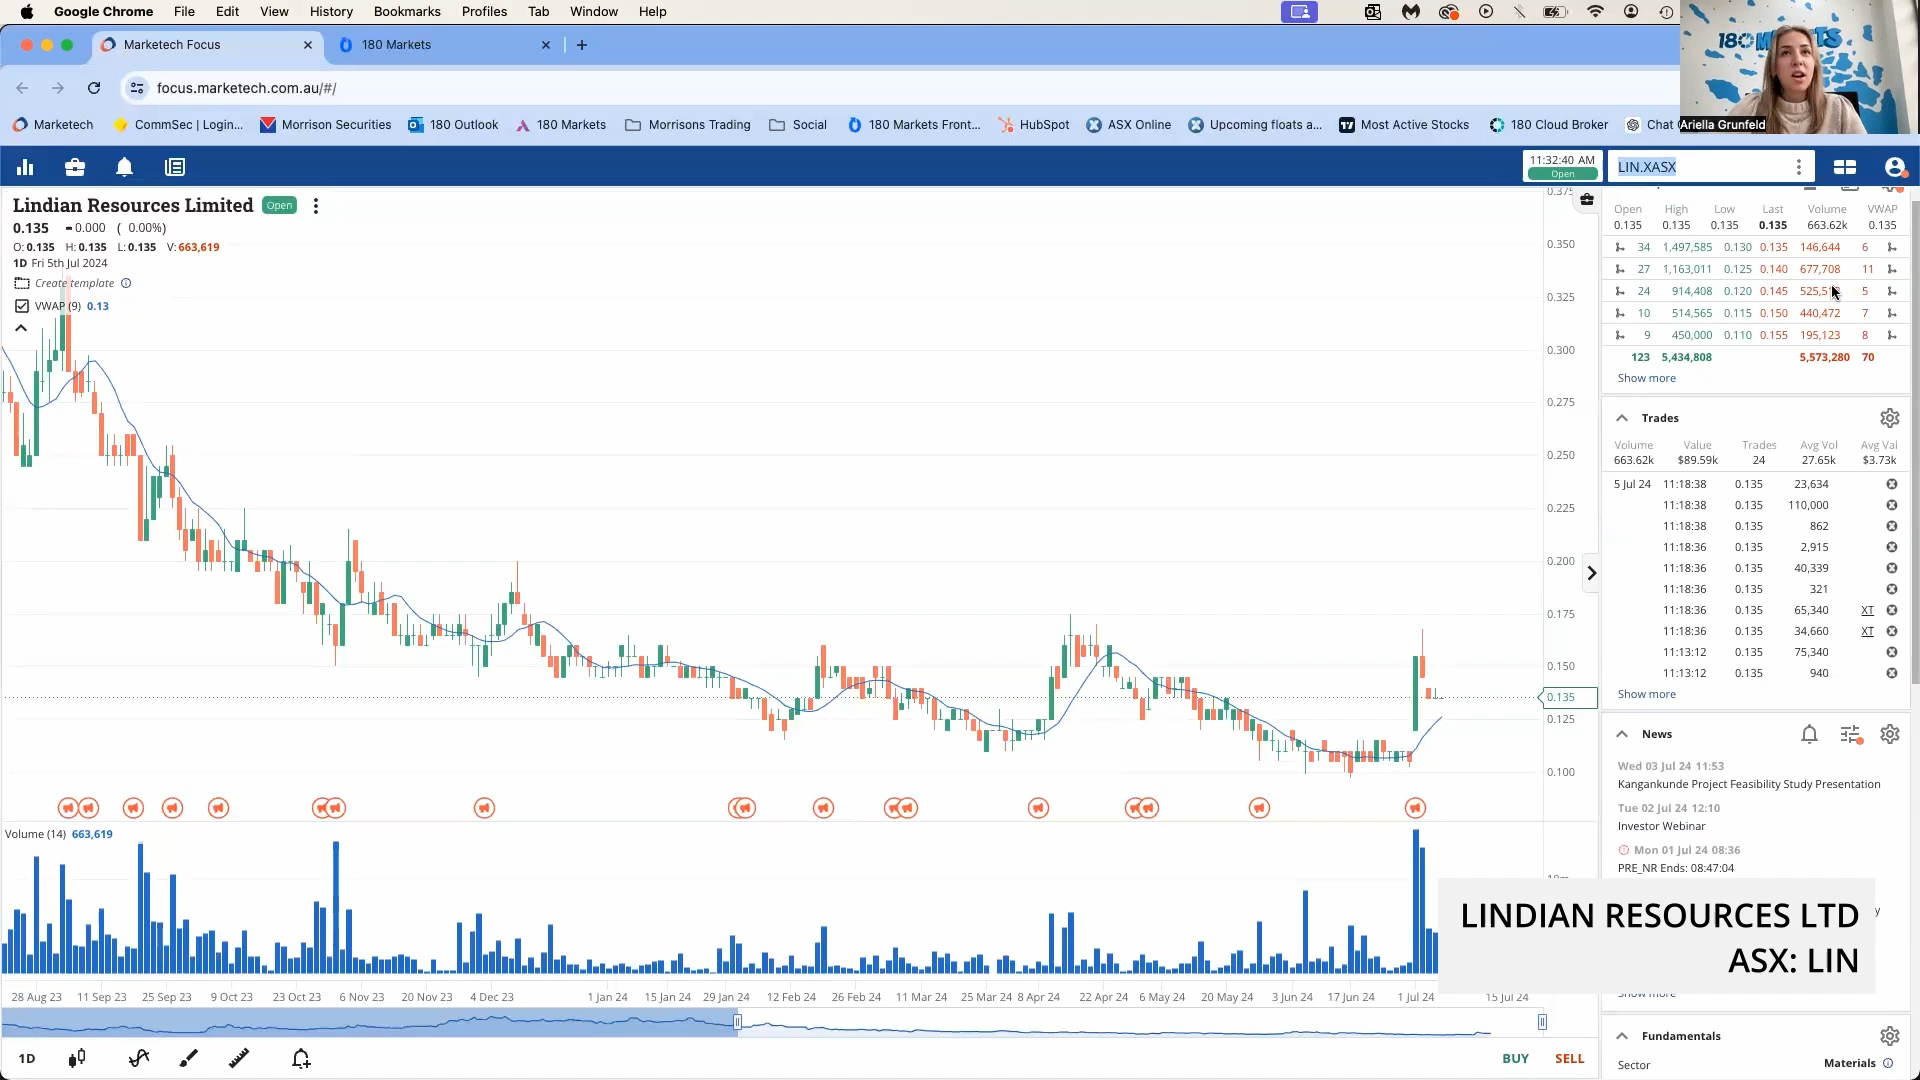 Google Chrome File Edit View History Bookmarks Profiles Tab Window Help
Marketech Focus
180 Markets
focus.marketech.com.au/#/
Marketech CommSec | Login... Morrison Securities 180 Outlook 180 Markets Morrisons Trading Social 180 Markets Front... HubSpot ASX Online Upcoming floats a... Most Active Stocks 180 Cloud Broker Chat
Ariella Grunfeld
11:32:40 AM
Open
LIN.XASX
Lindian Resources Limited Open
0.135 -0.000 ( 0.00%)
O: 0.135 H: 0.135 L: 0.135 V: 663,619
1D Fri 5th Jul 2024
Create template
VWAP (9) 0.13
0.375
0.350
0.325
0.300
0.275
0.250
0.225
0.200
0.175
0.150
0.135
0.125
0.100
Volume (14) 663,619
28 Aug 23 11 Sep 23 25 Sep 23 9 Oct 23 23 Oct 23 6 Nov 23 20 Nov 23 4 Dec 23 1 Jan 24 15 Jan 24 29 Jan 24 12 Feb 24 26 Feb 24 11 Mar 24 25 Mar 24 8 Apr 24 22 Apr 24 6 May 24 20 May 24 3 Jun 24 17 Jun 24 1 Jul 24 15 Jul 24
1D
BUY SELL
Open High Low Last Volume VWAP
0.135 0.135 0.135 0.135 663.62k 0.135
34 1,497,585 0.130 0.135 146,644 6
27 1,163,011 0.125 0.140 677,708 11
24 914,408 0.120 0.145 5
10 514,565 0.115 0.150 440,472 7
9 450,000 0.110 0.155 195,123 8
123 5,434,808 5,573,280 70
Show more
Trades
Volume Value Trades Avg Vol Avg Val
663.62k $89.59k 24 27.65k $3.73k
5 Jul 24 11:18:38 0.135 23,634
11:18:38 0.135 110,000
11:18:38 0.135 862
11:18:36 0.135 2,915
11:18:36 0.135 40,339
11:18:36 0.135 321
11:18:36 0.135 65,340 XT
11:18:36 0.135 34,660 XT
11:13:12 0.135 75,340
11:13:12 0.135 940
Show more
News
Wed 03 Jul 24 11:53
Kangankunde Project Feasibility Study Presentation
Tue 02 Jul 24 12:10
Investor Webinar
Mon 01 Jul 24 08:36
PRE_NR Ends: 08:47:04
LINDIAN RESOURCES LTD
ASX: LIN
Fundamentals
Sector Materials